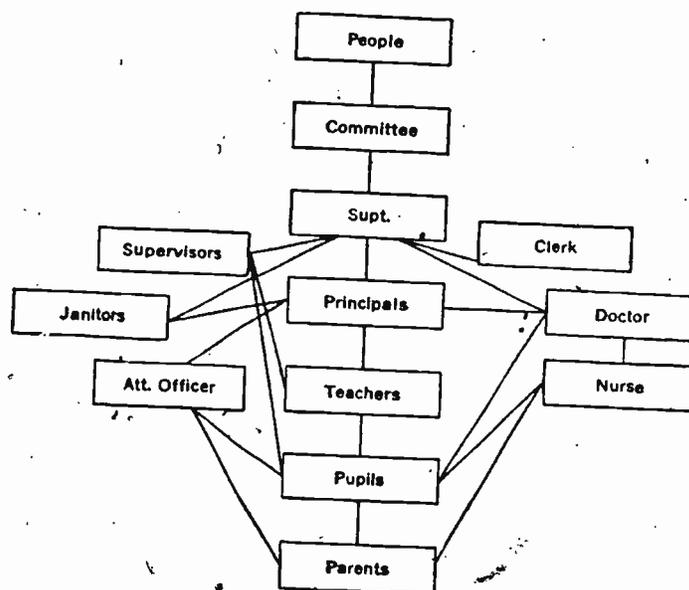 People
Committee
Supt.
Supervisors
Clerk
Janitors
Principals
Doctor
Att. Officer
Teachers
Nurse
Pupils
Parents